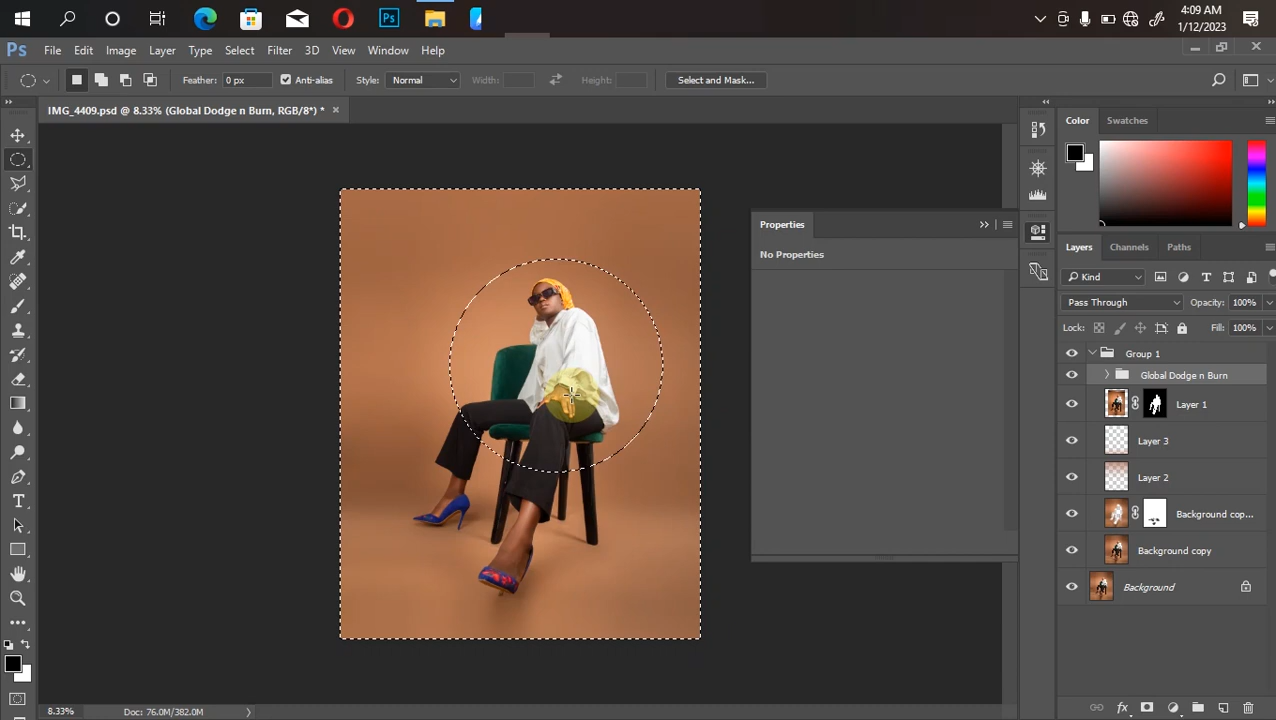 Ps
4:09 AM
1/12/2023
Ps File Edit Image Layer Type Select Filter 3D View Window Help
Feather: 0 px Anti-alias Style: Normal Width: Height: Select and Mask...
IMG_4409.psd @ 8.33% (Global Dodge n Burn, RGB/8*) * ×
Color Swatches
Properties
No Properties
Layers Channels Paths
Kind
Pass Through Opacity: 100%
Lock: Fill: 100%
Group 1
Global Dodge n Burn
Layer 1
Layer 3
Layer 2
Background cop...
Background copy
Background
8.33% Doc: 76.0M/382.0M